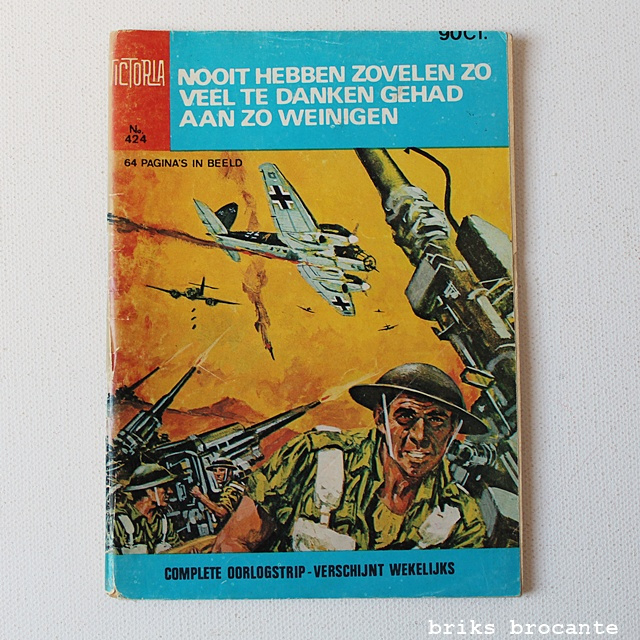 90CT.
VICTORIA
NOOIT HEBBEN ZOVELEN ZO
VEEL TE DANKEN GEHAD
AAN ZO WEINIGEN
No.
424
64 PAGINA'S IN BEELD
COMPLETE OORLOGSTRIP - VERSCHIJNT WEKELIJKS
briks brocante